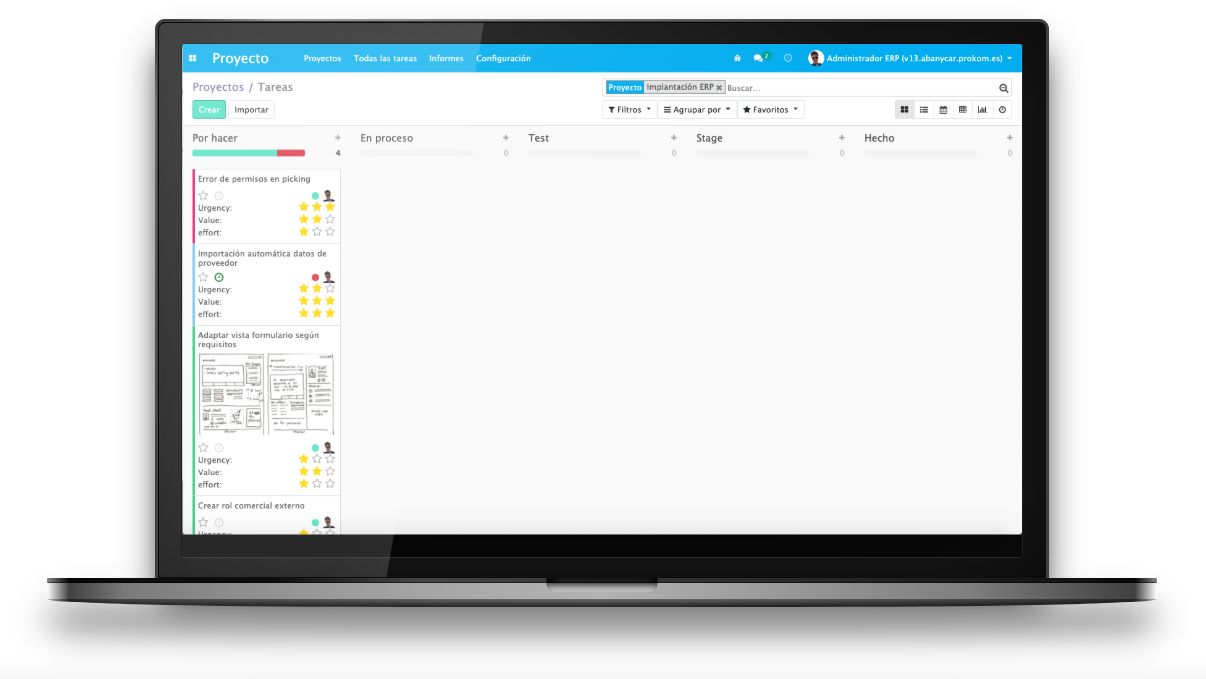 Proyecto Proyectos Todas las tareas Informes Configuración 2 Administrador ERP (v13.abanycar.prokom.es)
Proyectos / Tareas
Proyecto Implantación ERP × Buscar...
Crear Importar
Filtros Agrupar por Favoritos
Por hacer + En proceso + Test + Stage + Hecho +
4 0 0 0 0
Error de permisos en picking
Urgency:
Value:
effort:
Importación automática datos de
proveedor
Urgency:
Value:
effort:
Adaptar vista formulario según
requisitos
Urgency:
Value:
effort:
Crear rol comercial externo
Urgency: